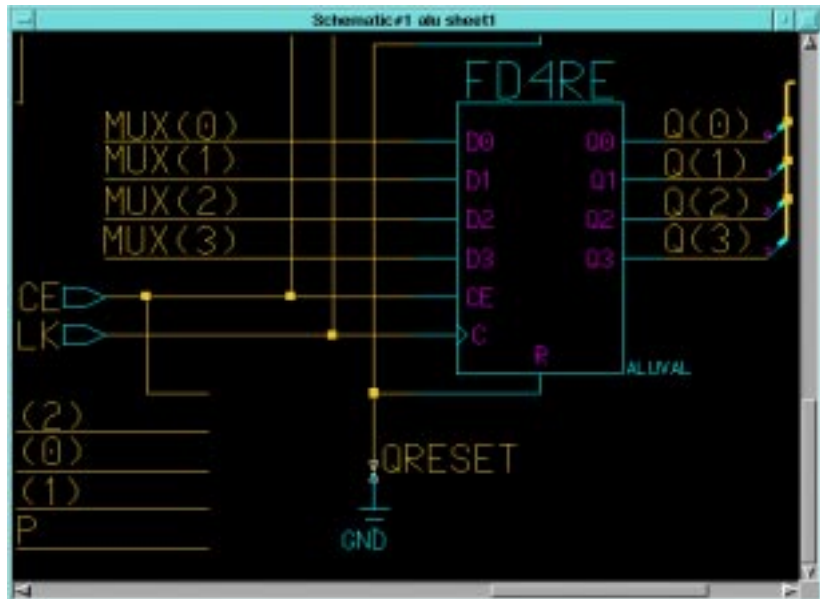 Schematic#1 alu sheet1
FD4RE
MUX(0) D0 Q0 Q(0)
MUX(1) D1 Q1 Q(1)
MUX(2) D2 Q2 Q(2)
MUX(3) D3 Q3 Q(3)
CE CE
LK C
R
ALUVAL
(2)
(0)
QRESET
(1)
P
GND